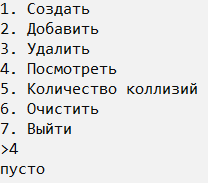 1. Создать
2. Добавить
3. Удалить
4. Посмотреть
5. Количество коллизий
6. Очистить
7. Выйти
>4
пусто